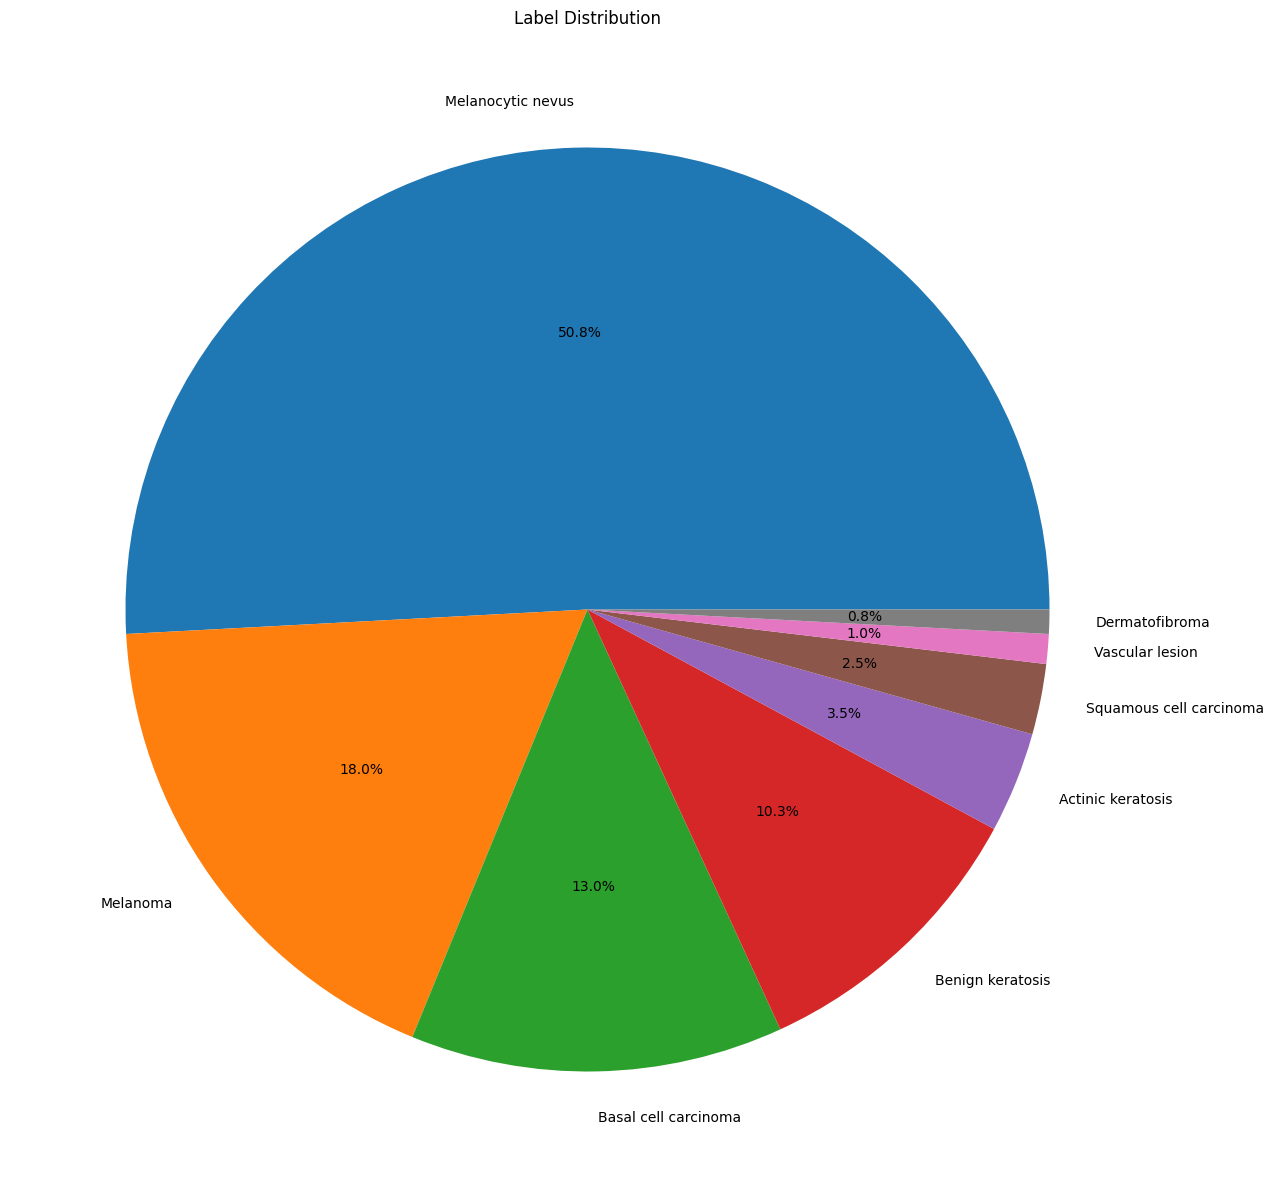 Label Distribution
Melanocytic nevus
50.8%
0.8%
Dermatofibroma
1.0%
Vascular lesion
2.5%
Squamous cell carcinoma
3.5%
Actinic keratosis
18.0%
10.3%
13.0%
Melanoma
Benign keratosis
Basal cell carcinoma